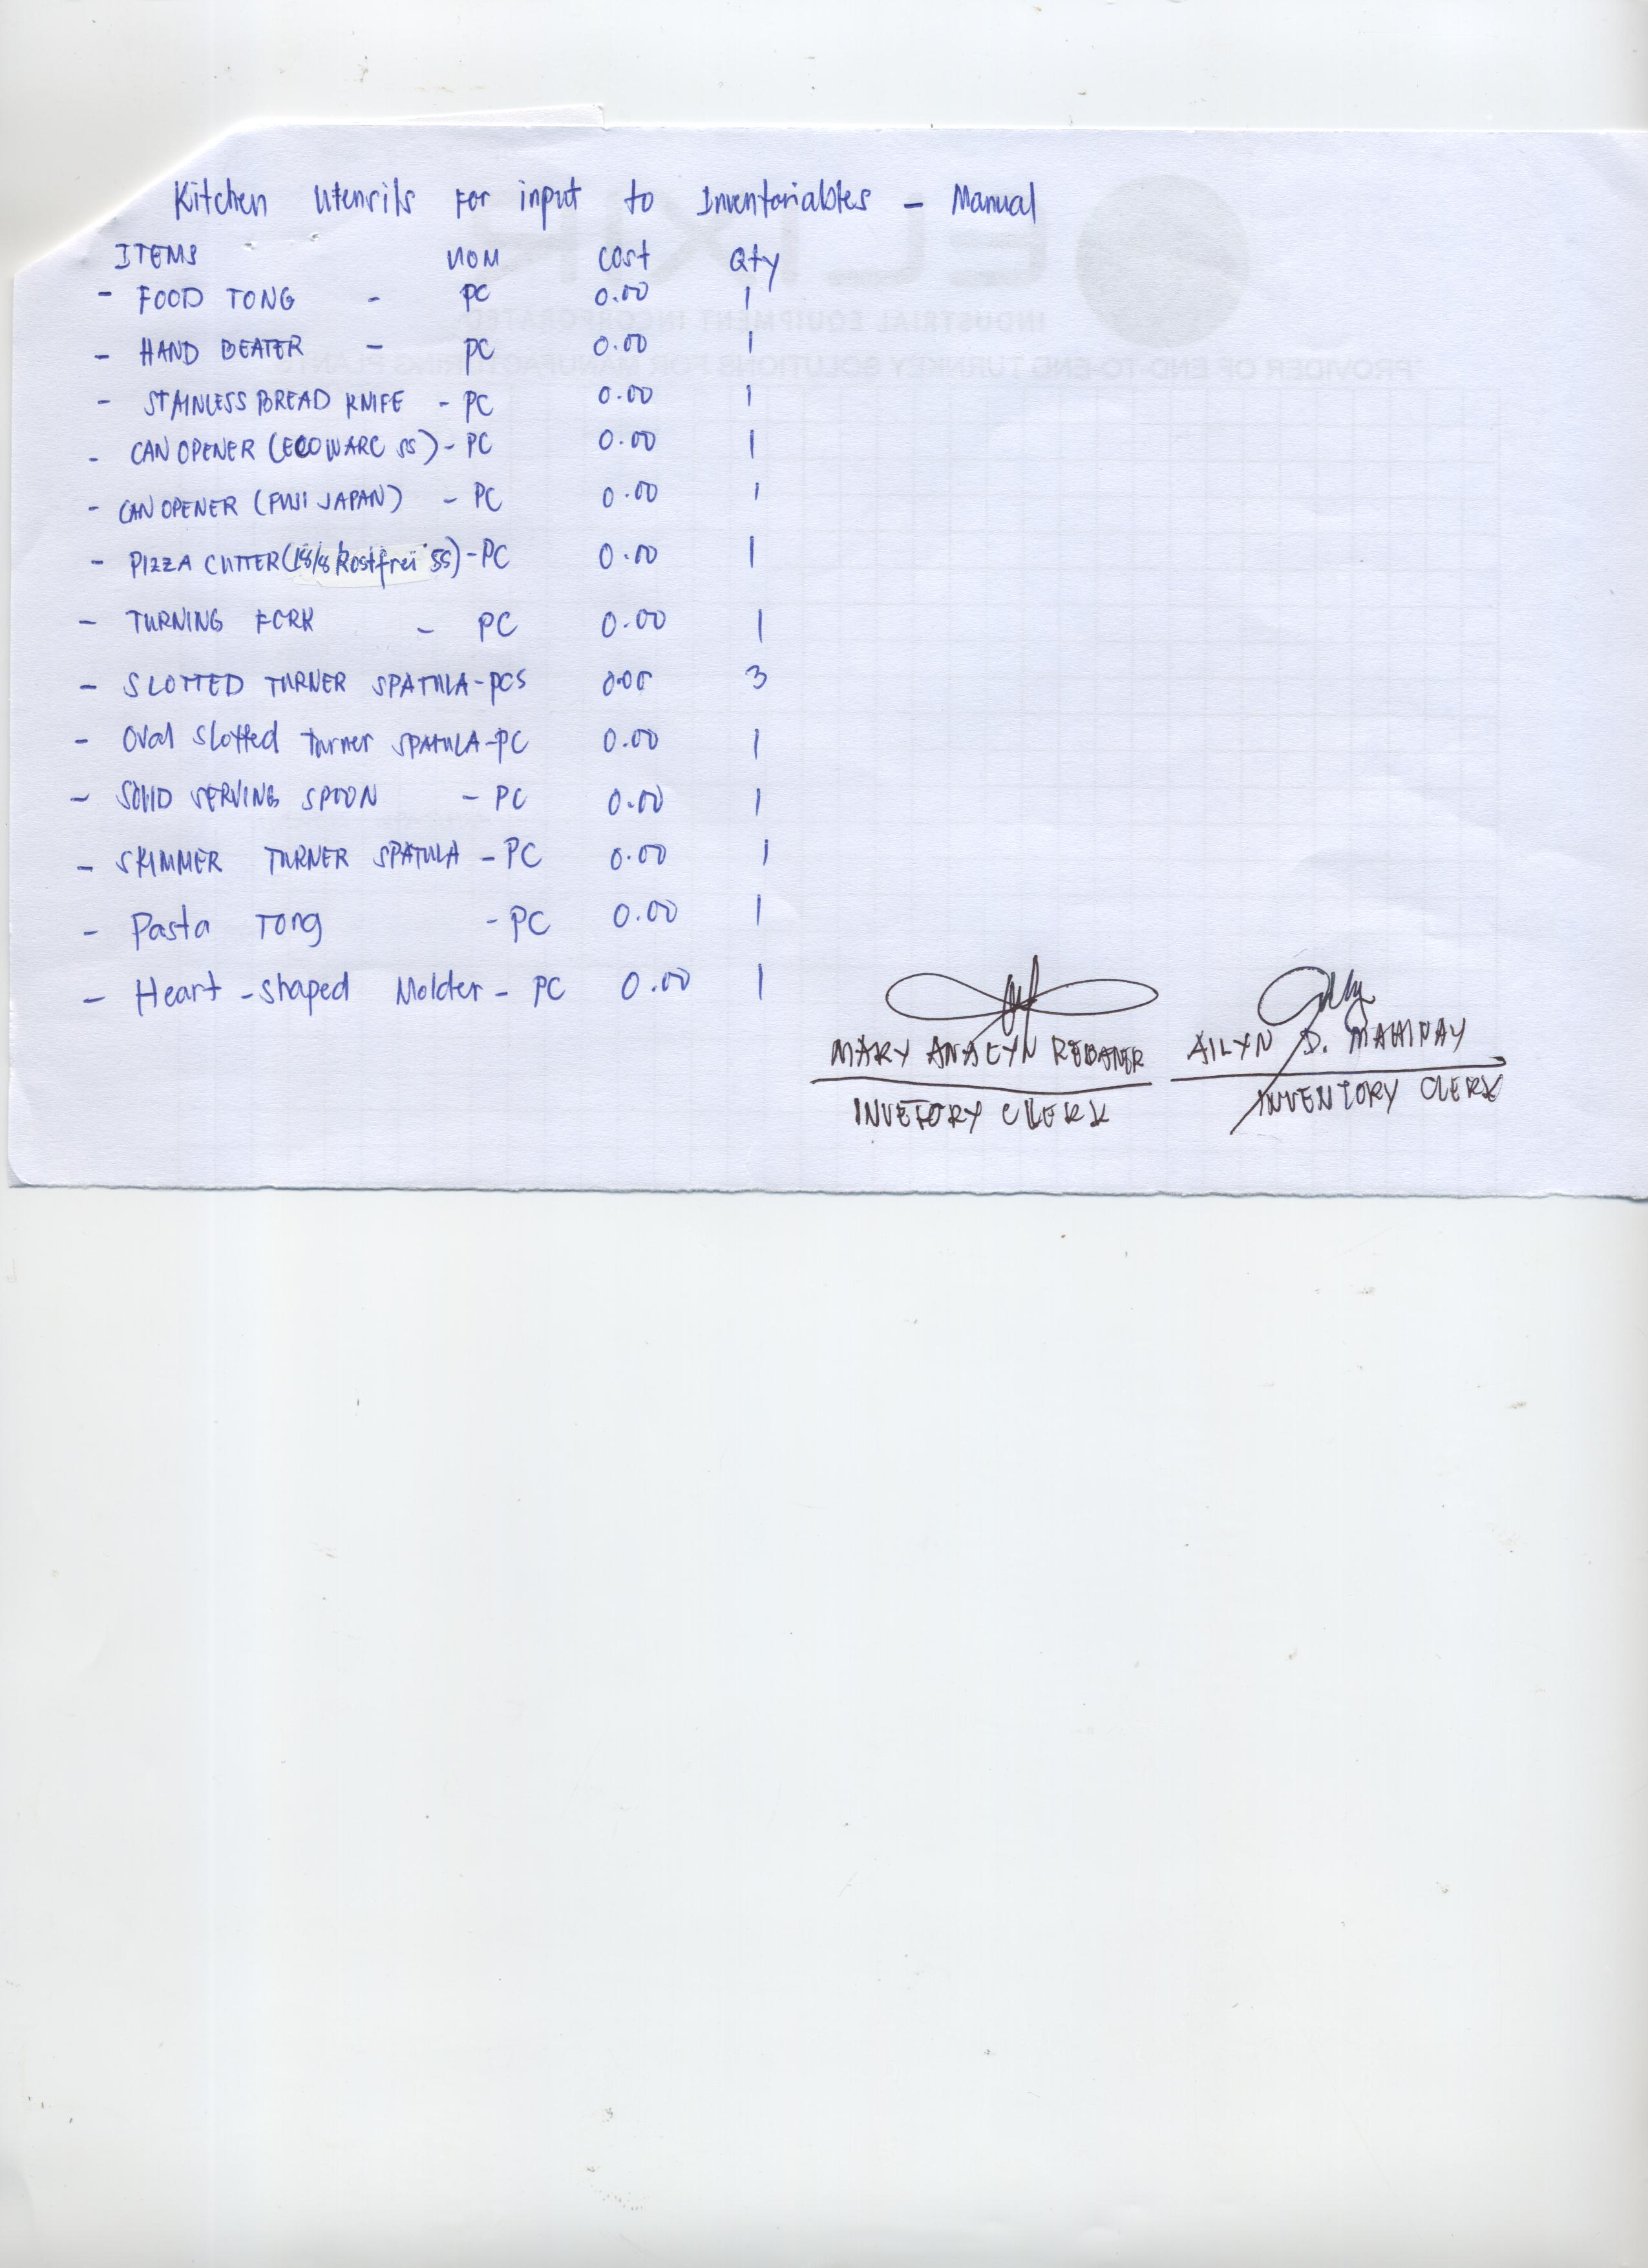 Kitchen Utensils For input to Inventoriables - Manual
ITEMS UOM Cost Qty
- FOOD TONG - PC 0.00 1
- HAND BEATER - PC 0.00 1
- STAINLESS BREAD KNIFE - PC 0.00 1
- CAN OPENER (ECOWARE SS) - PC 0.00 1
- CAN OPENER (FUJI JAPAN) - PC 0.00 1
- PIZZA CUTTER (18/8 Rostfrei SS) - PC 0.00 1
- TURNING FORK - PC 0.00 1
- SLOTTED TURNER SPATULA - PCS 0.00 3
- Oval Slotted Turner SPATULA - PC 0.00 1
- SOLID SERVING SPOON - PC 0.00 1
- SKIMMER TURNER SPATULA - PC 0.00 1
- Pasta Tong - PC 0.00 1
- Heart-shaped Molder - PC 0.00 1
MARY ANALYN AILYN D. MAHINAY
INVETORY CLERK INVENTORY CLERK
INDUSTRIAL EQUIPMENT INCORPORATED
"PROVIDER OF END-TO-END TURNKEY SOLUTIONS FOR MANUFACTURING PLANTS"